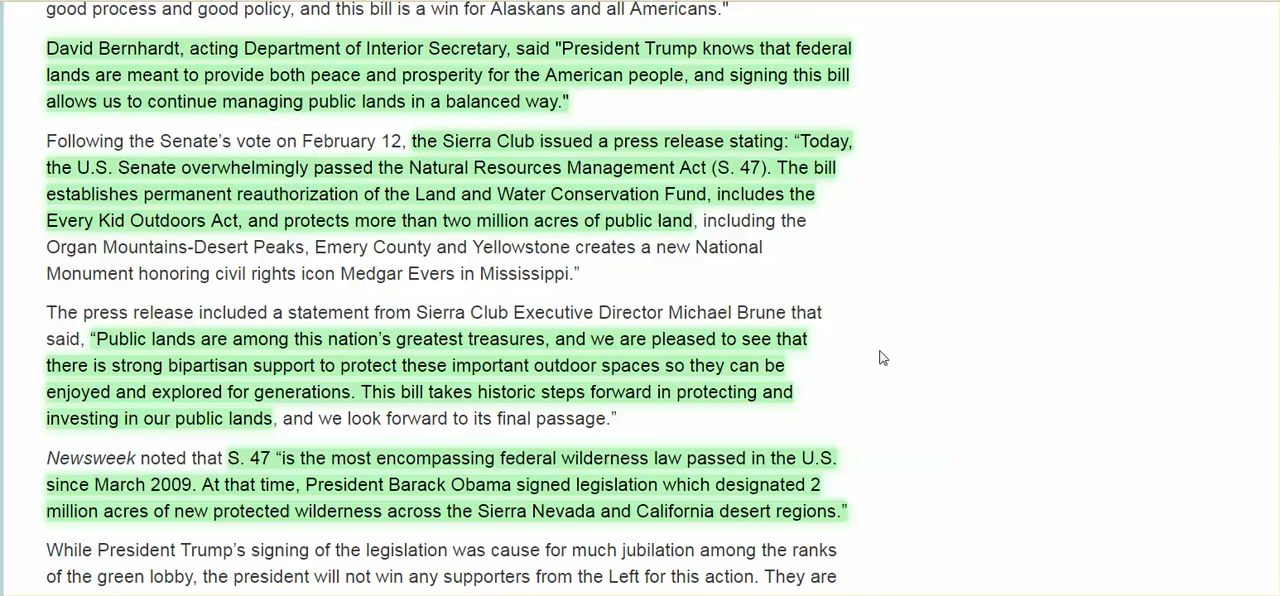 good process and good policy, and this bill is a win for Alaskans and all Americans."
David Bernhardt, acting Department of Interior Secretary, said "President Trump knows that federal
lands are meant to provide both peace and prosperity for the American people, and signing this bill
allows us to continue managing public lands in a balanced way."
Following the Senate’s vote on February 12, the Sierra Club issued a press release stating: “Today,
the U.S. Senate overwhelmingly passed the Natural Resources Management Act (S. 47). The bill
establishes permanent reauthorization of the Land and Water Conservation Fund, includes the
Every Kid Outdoors Act, and protects more than two million acres of public land, including the
Organ Mountains-Desert Peaks, Emery County and Yellowstone creates a new National
Monument honoring civil rights icon Medgar Evers in Mississippi.”
The press release included a statement from Sierra Club Executive Director Michael Brune that
said, “Public lands are among this nation’s greatest treasures, and we are pleased to see that
there is strong bipartisan support to protect these important outdoor spaces so they can be
enjoyed and explored for generations. This bill takes historic steps forward in protecting and
investing in our public lands, and we look forward to its final passage.”
Newsweek noted that S. 47 “is the most encompassing federal wilderness law passed in the U.S.
since March 2009. At that time, President Barack Obama signed legislation which designated 2
million acres of new protected wilderness across the Sierra Nevada and California desert regions.”
While President Trump’s signing of the legislation was cause for much jubilation among the ranks
of the green lobby, the president will not win any supporters from the Left for this action. They are